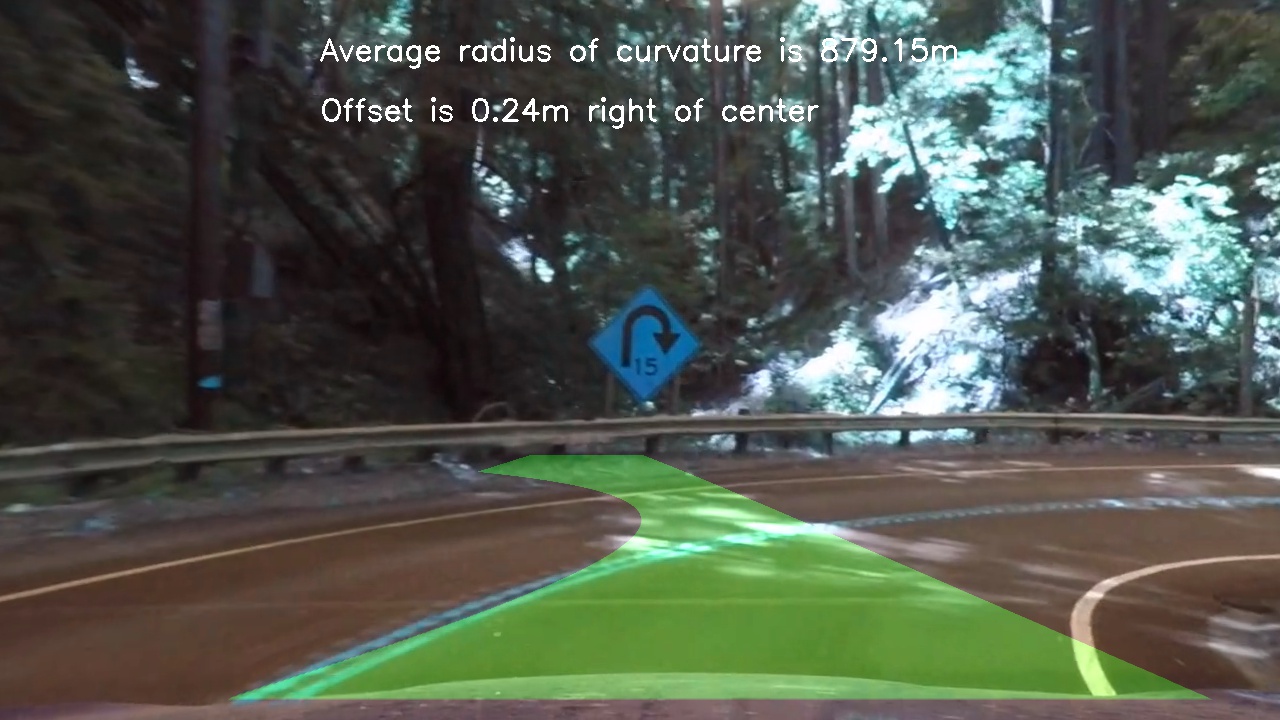 Average radius of curvature is 879.15m
Offset is 0.24m right of center
15